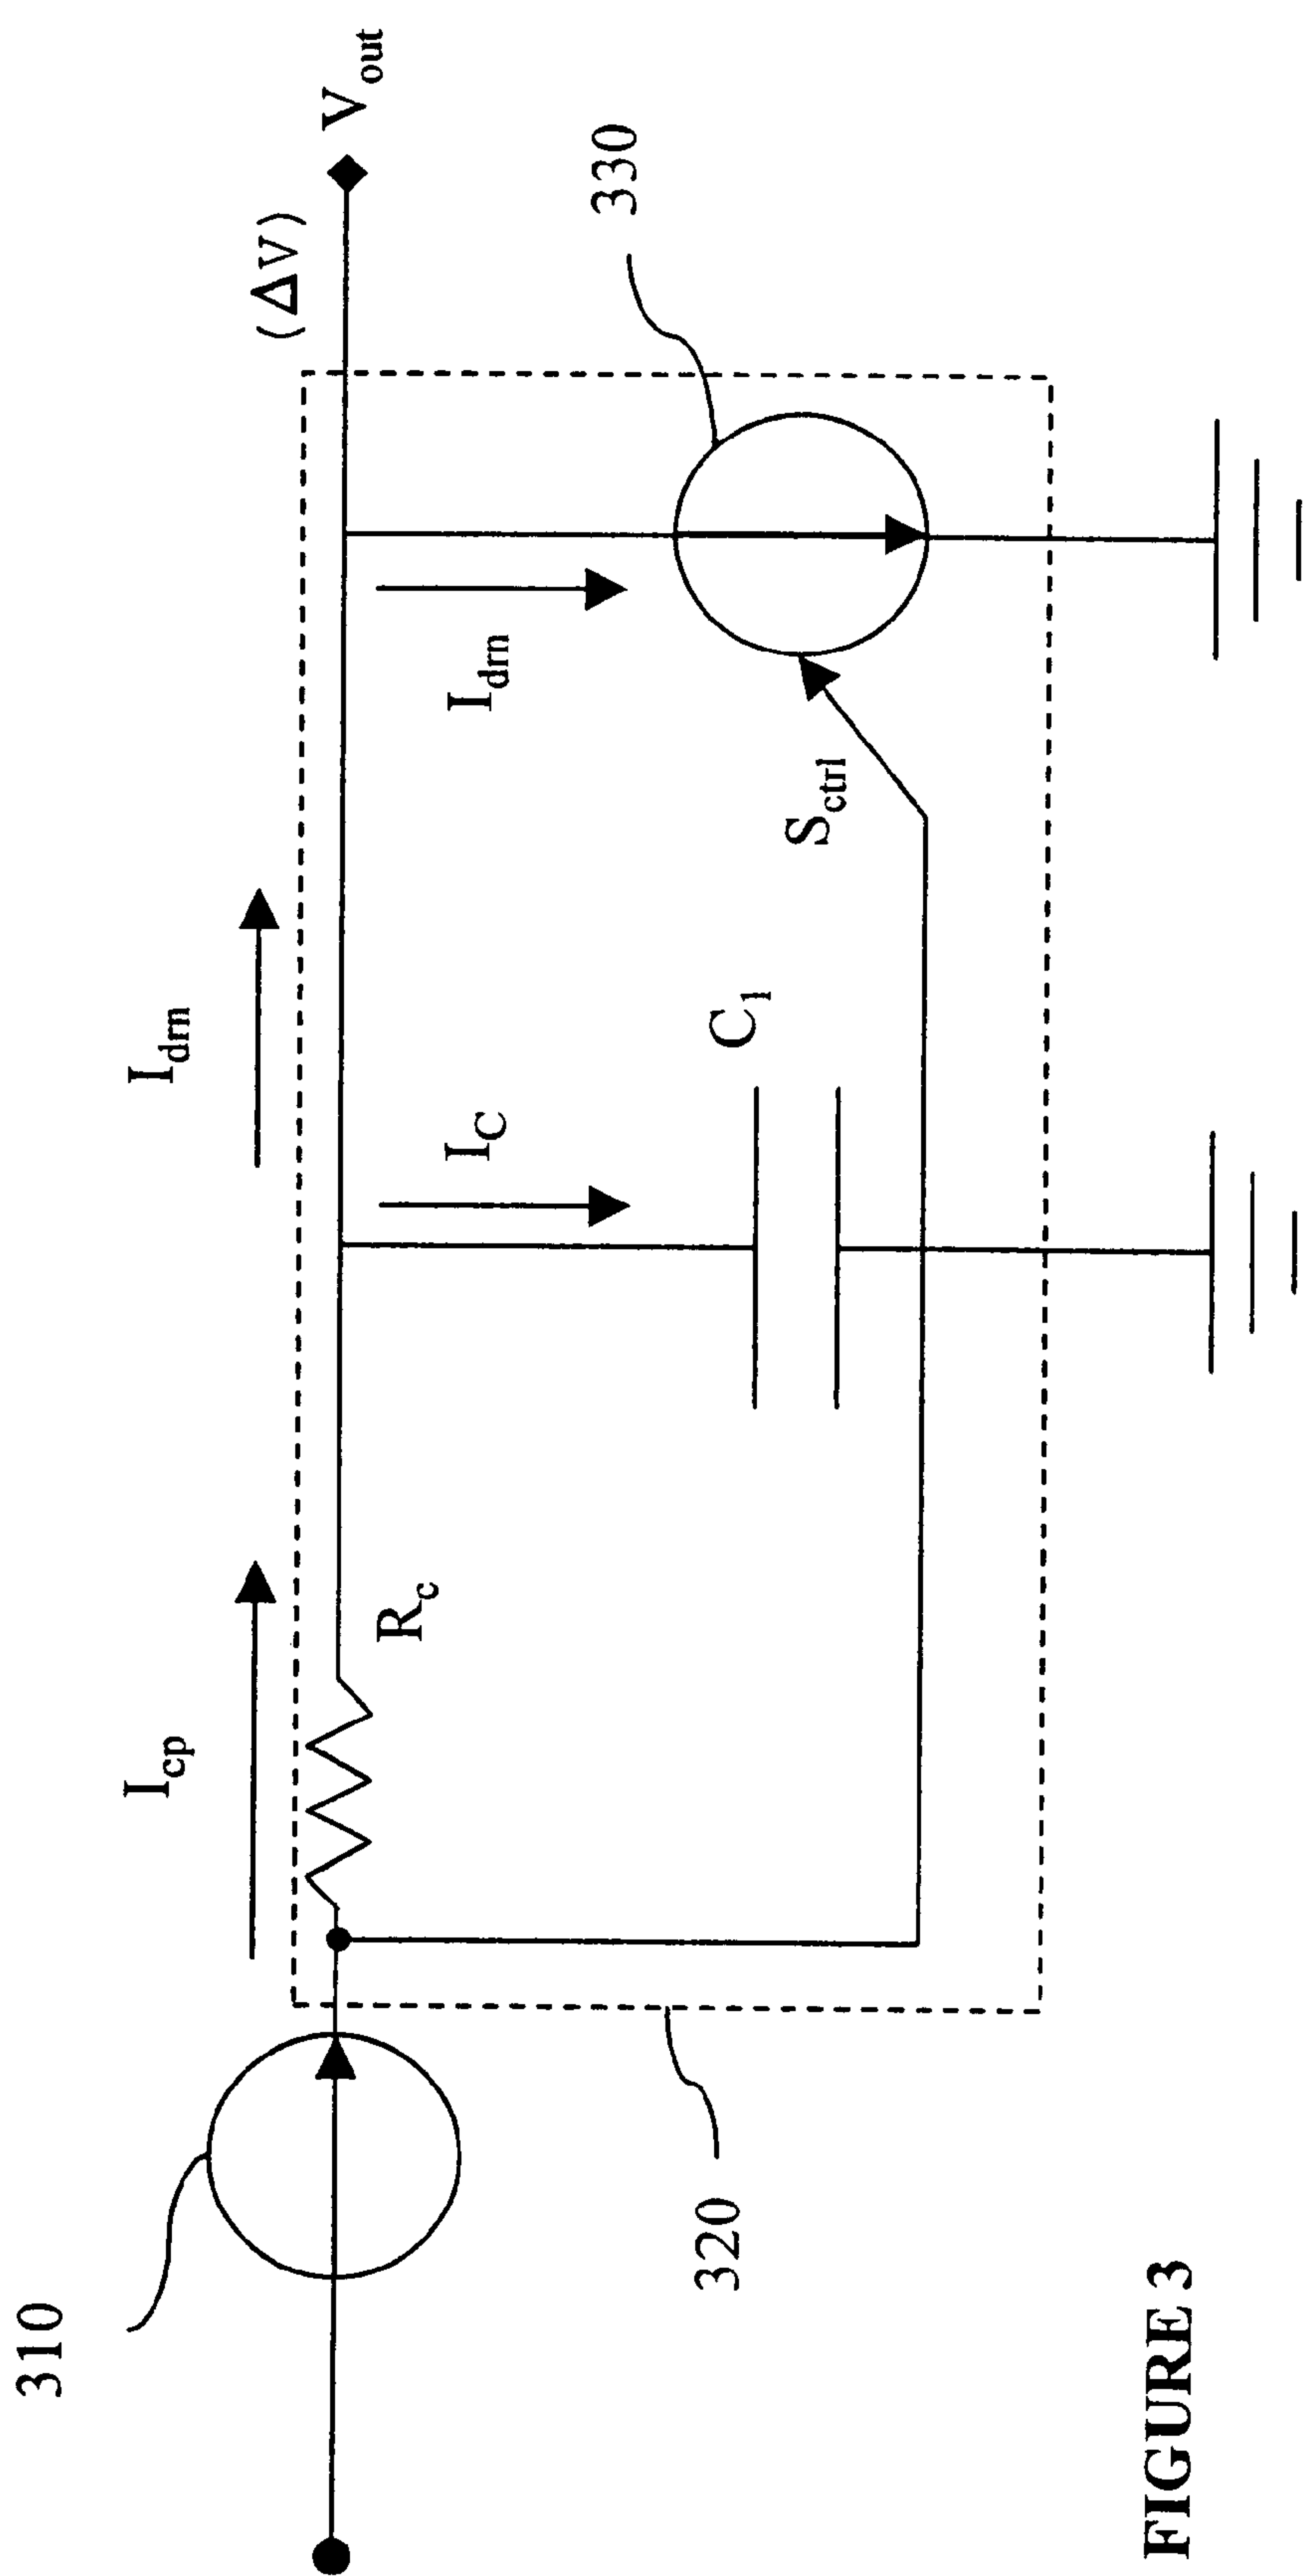 310
I_cp
I_drn
(ΔV)
V_out
R_c
I_C
I_drn
330
C_1
S_ctrl
320
FIGURE 3